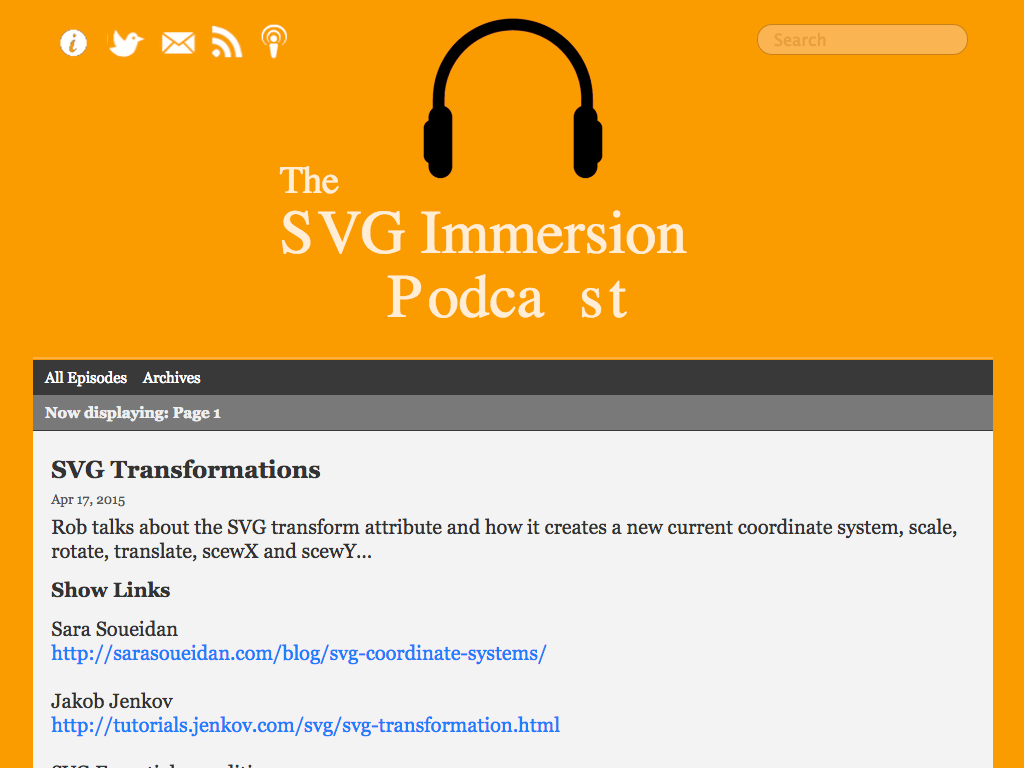 Search
The
SVG Immersion
Podca st
All Episodes Archives
Now displaying: Page 1
SVG Transformations
Apr 17, 2015
Rob talks about the SVG transform attribute and how it creates a new current coordinate system, scale,
rotate, translate, scewX and scewY...
Show Links
Sara Soueidan
http://sarasoueidan.com/blog/svg-coordinate-systems/
Jakob Jenkov
http://tutorials.jenkov.com/svg/svg-transformation.html